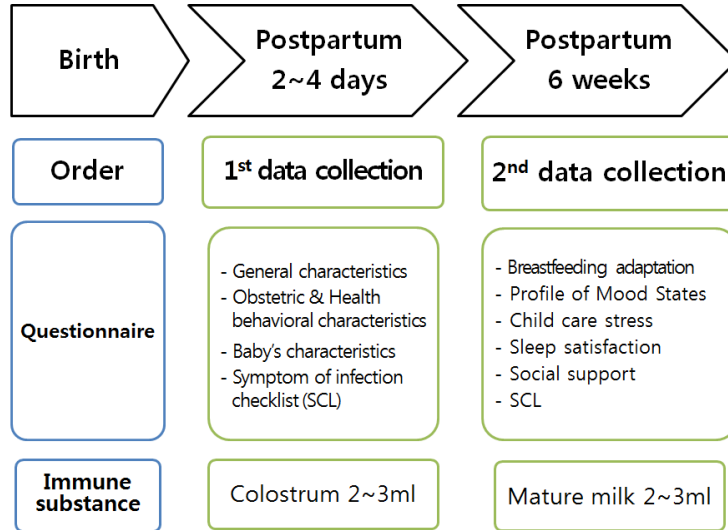 Birth
Postpartum
2~4 days
Postpartum
6 weeks
Order
1st data collection
2nd data collection
Questionnaire
- General characteristics
- Obstetric & Health
behavioral characteristics
- Baby's characteristics
- Symptom of infection
checklist (SCL)
- Breastfeeding adaptation
- Profile of Mood States
- Child care stress
- Sleep satisfaction
- Social support
- SCL
Immune
substance
Colostrum 2~3ml
Mature milk 2~3ml